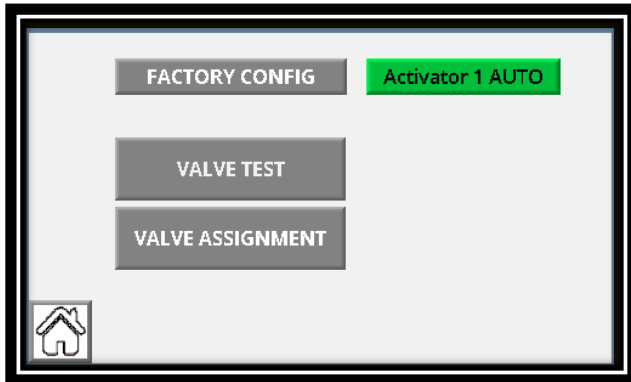 FACTORY CONFIG
Activator 1 AUTO
VALVE TEST
VALVE ASSIGNMENT